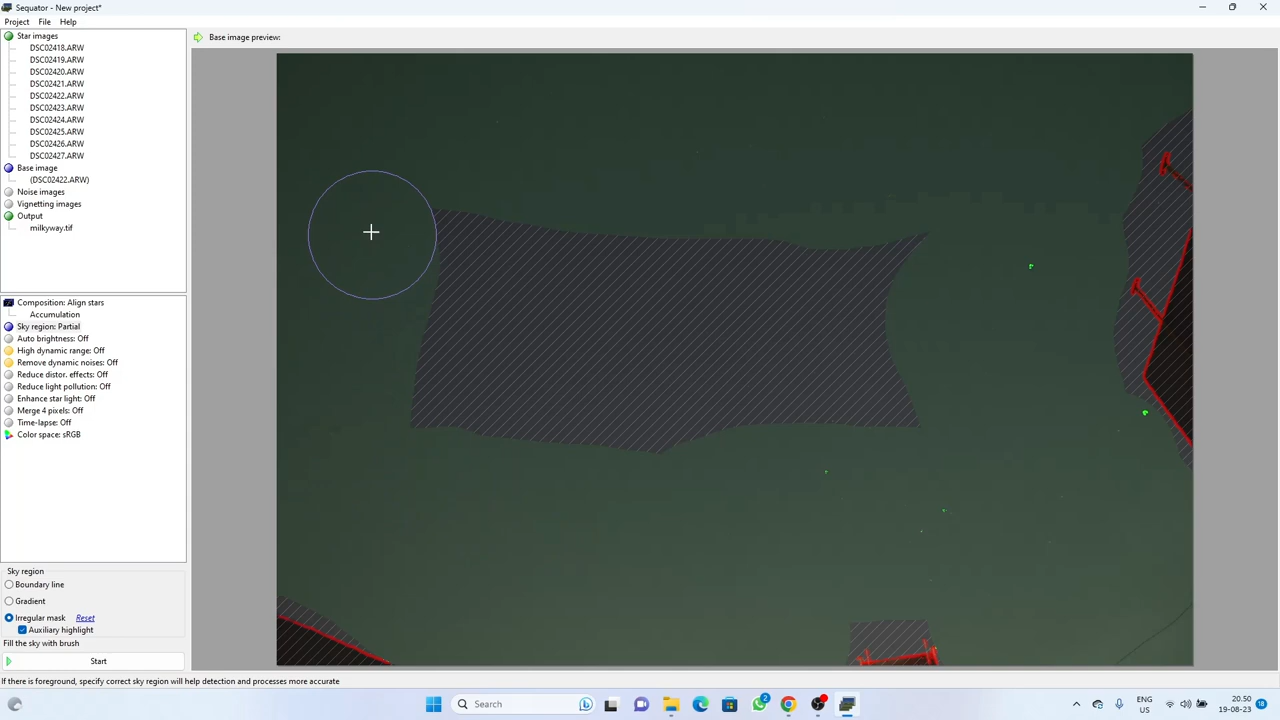 Sequator - New project*
Project File Help
Star images
DSC02418.ARW
DSC02419.ARW
DSC02420.ARW
DSC02421.ARW
DSC02422.ARW
DSC02423.ARW
DSC02424.ARW
DSC02425.ARW
DSC02426.ARW
DSC02427.ARW
Base image
(DSC02422.ARW)
Noise images
Vignetting images
Output
milkyway.tif
Base image preview:
Composition: Align stars
Accumulation
Sky region: Partial
Auto brightness: Off
High dynamic range: Off
Remove dynamic noises: Off
Reduce distor. effects: Off
Reduce light pollution: Off
Enhance star light: Off
Merge 4 pixels: Off
Time-lapse: Off
Color space: sRGB
Sky region
Boundary line
Gradient
Irregular mask Reset
Auxiliary highlight
Fill the sky with brush
Start
If there is foreground, specify correct sky region will help detection and processes more accurate
Search
2
ENG
US
20.50
19-08-23
18